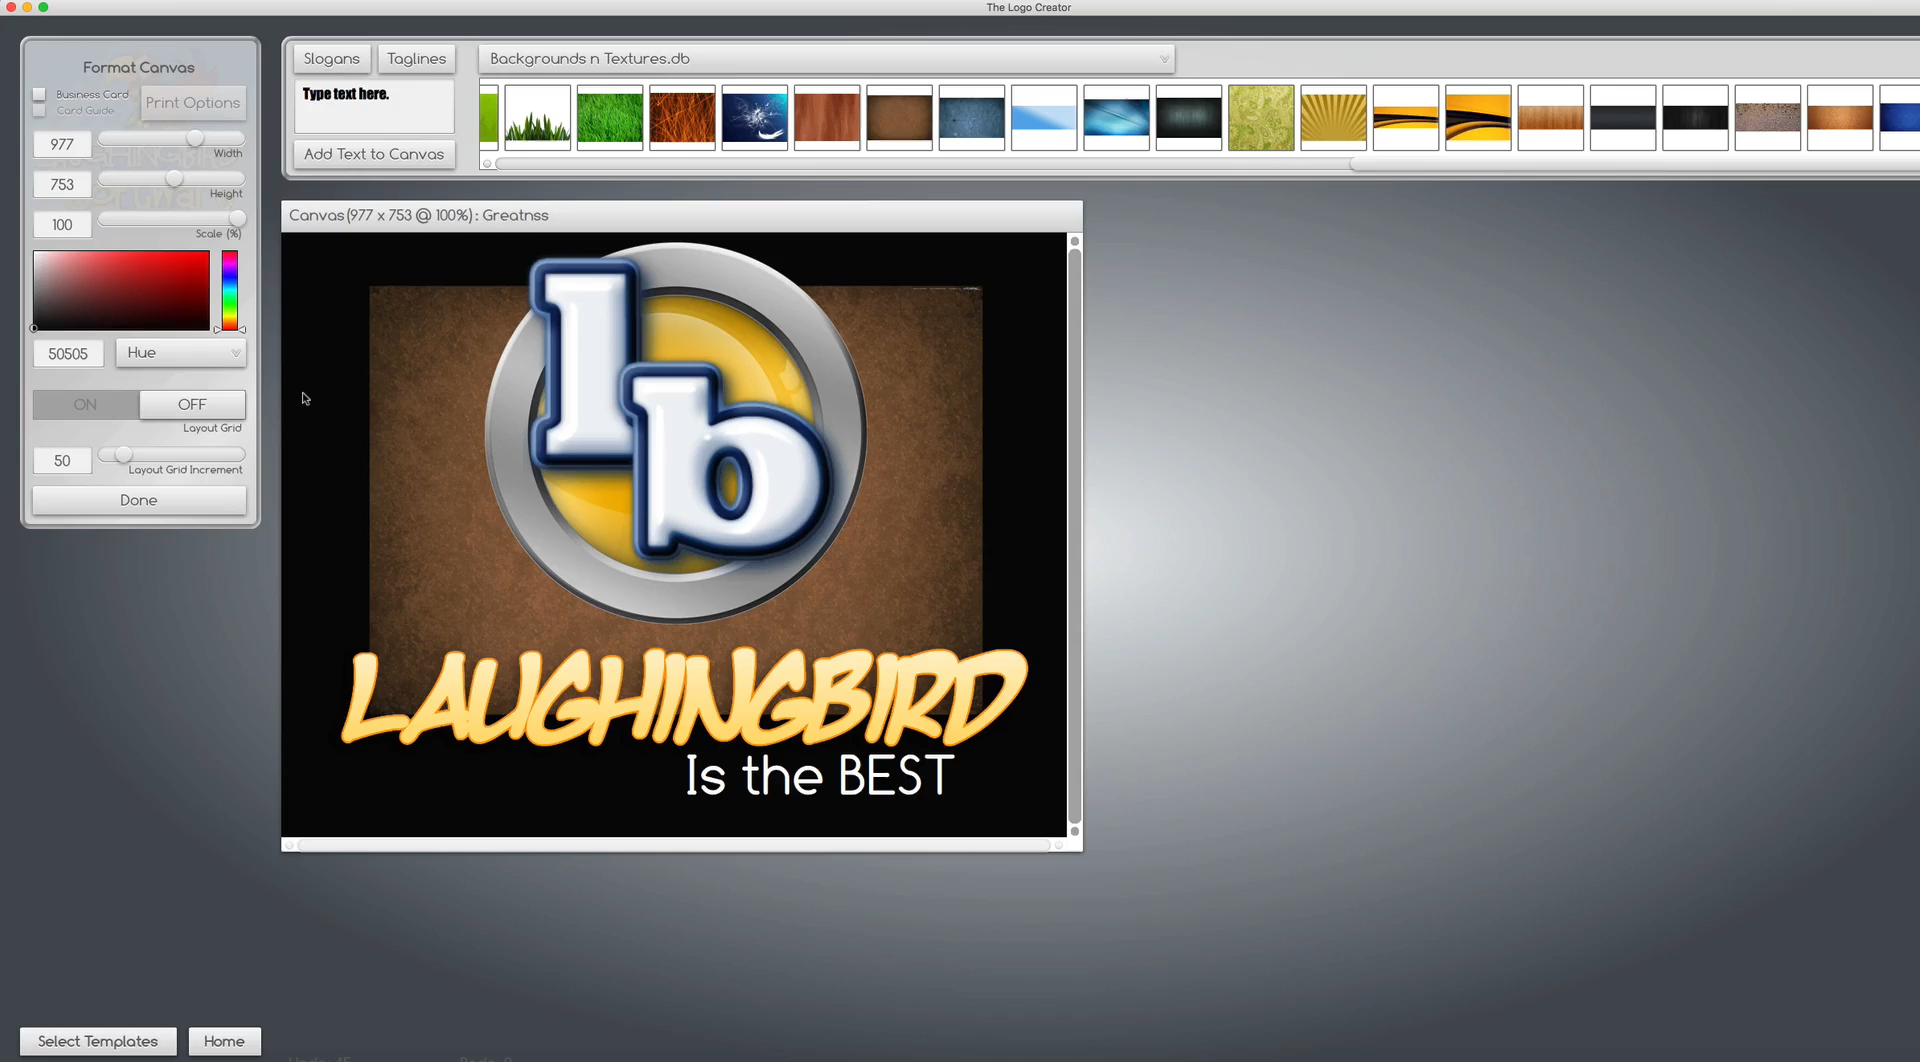 The Logo Creator
Format Canvas
Business Card
Card Guide
Print Options
977
Width
753
Height
100
Scale (%)
50505
Hue
ON
OFF
Layout Grid
50
Layout Grid Increment
Done
Slogans
Taglines
Backgrounds n Textures.db
Type text here.
Add Text to Canvas
Canvas(977 x 753 @ 100%) : Greatnss
lb
LAUGHINGBIRD
Is the BEST
Select Templates
Home